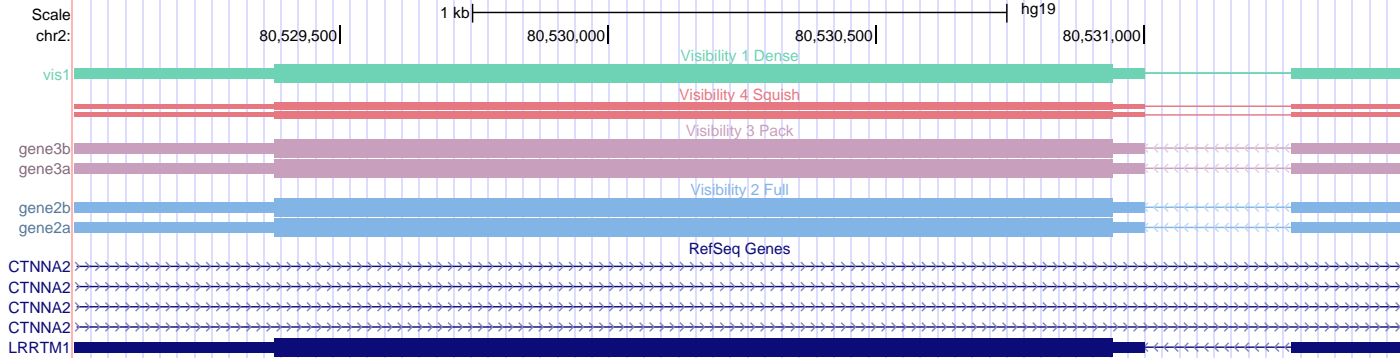 Scale 1 kb hg19
chr2: 80,529,500 80,530,000 80,530,500 80,531,000
Visibility 1 Dense
vis1
Visibility 4 Squish
Visibility 3 Pack
gene3b
gene3a
Visibility 2 Full
gene2b
gene2a
RefSeq Genes
CTNNA2
CTNNA2
CTNNA2
CTNNA2
LRRTM1